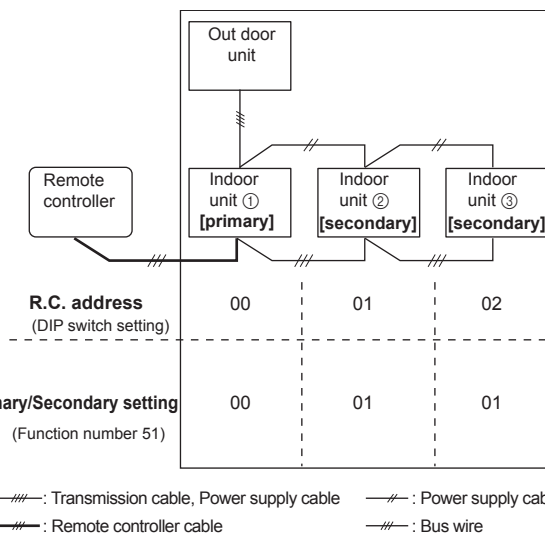 Out door
unit
Remote
controller
Indoor
unit ①
[primary]
Indoor
unit ②
[secondary]
Indoor
unit ③
[secondary]
R.C. address 00 01 02
(DIP switch setting)
/Secondary setting 00 01 01
(Function number 51)
: Transmission cable, Power supply cable : Power supply
: Remote controller cable : Bus wire